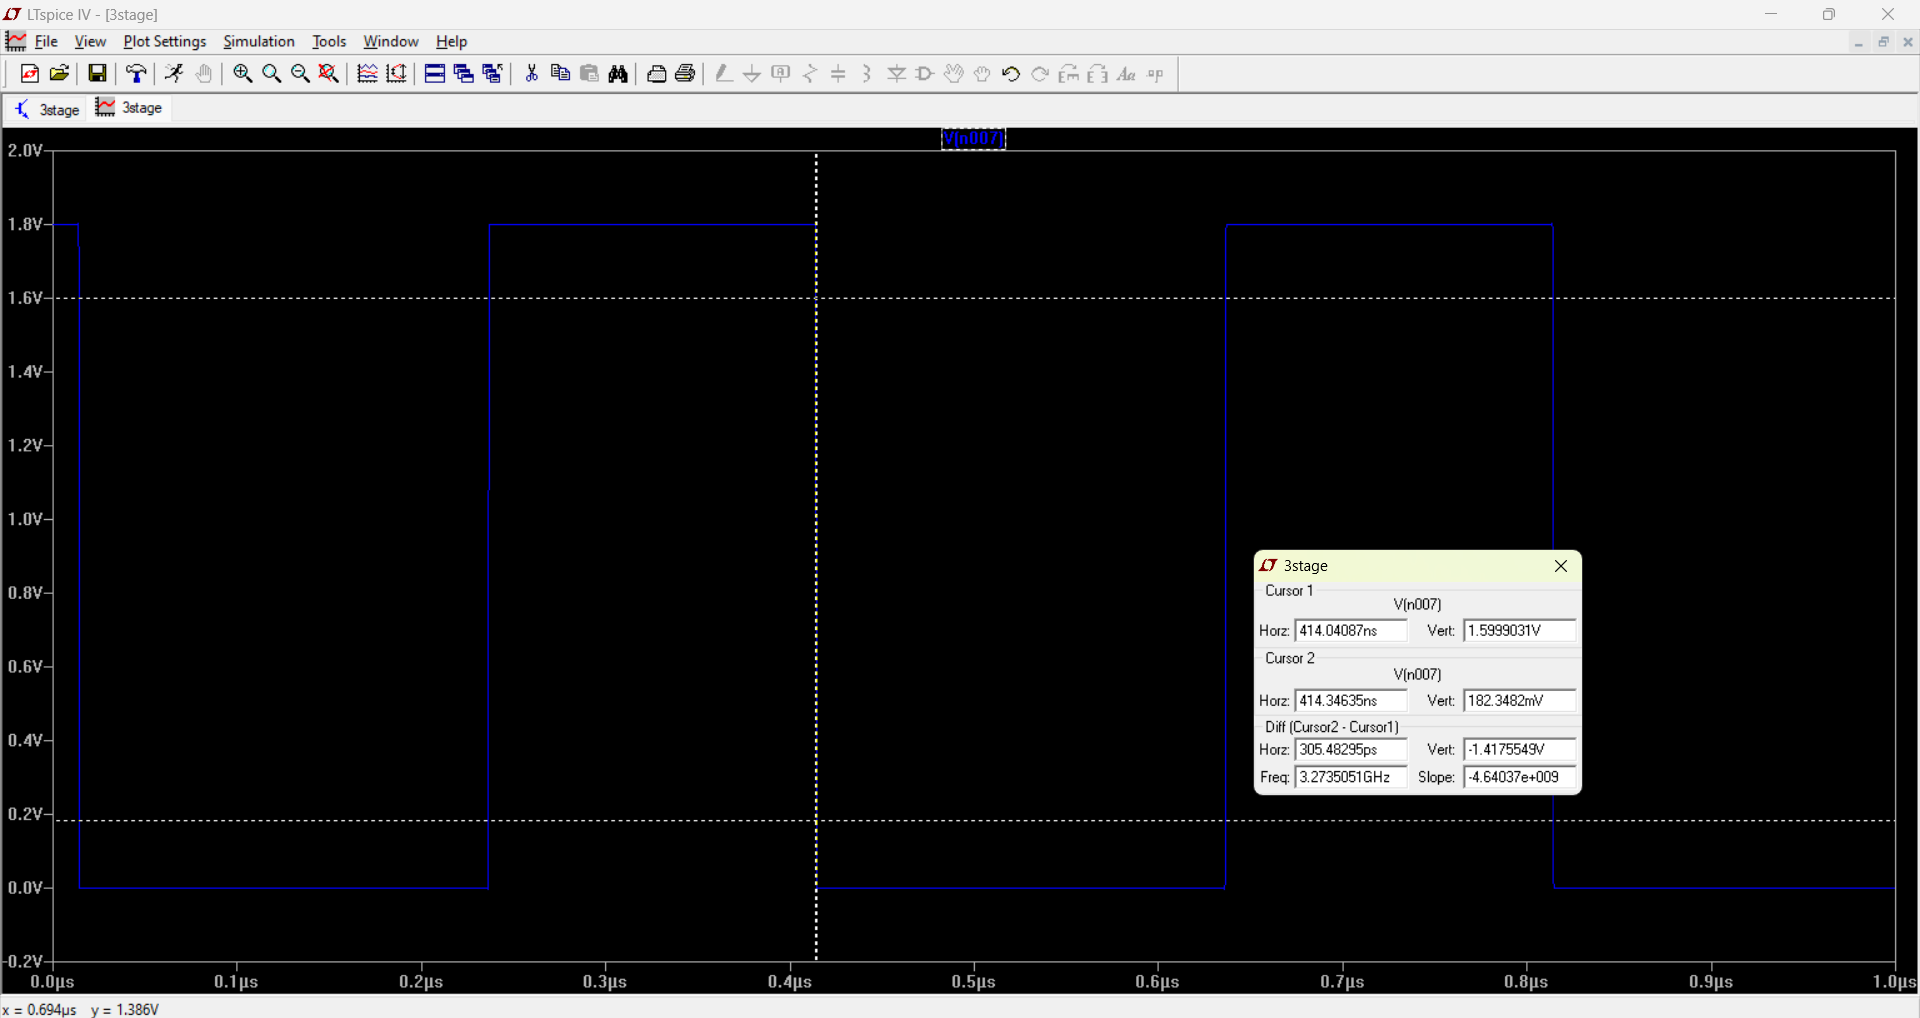 LTspice IV - [3stage]
File View Plot Settings Simulation Tools Window Help
3stage 3stage
V(n007)
2.0V
1.8V
1.6V
1.4V
1.2V
1.0V
0.8V
0.6V
0.4V
0.2V
0.0V
-0.2V
0.0µs 0.1µs 0.2µs 0.3µs 0.4µs 0.5µs 0.6µs 0.7µs 0.8µs 0.9µs 1.0µs
3stage
Cursor 1
V(n007)
Horz: 414.04087ns Vert: 1.5999031V
Cursor 2
V(n007)
Horz: 414.34635ns Vert: 182.3482mV
Diff (Cursor2 - Cursor1)
Horz: 305.48295ps Vert: -1.4175549V
Freq: 3.2735051GHz Slope: -4.64037e+009
x = 0.694µs y = 1.386V